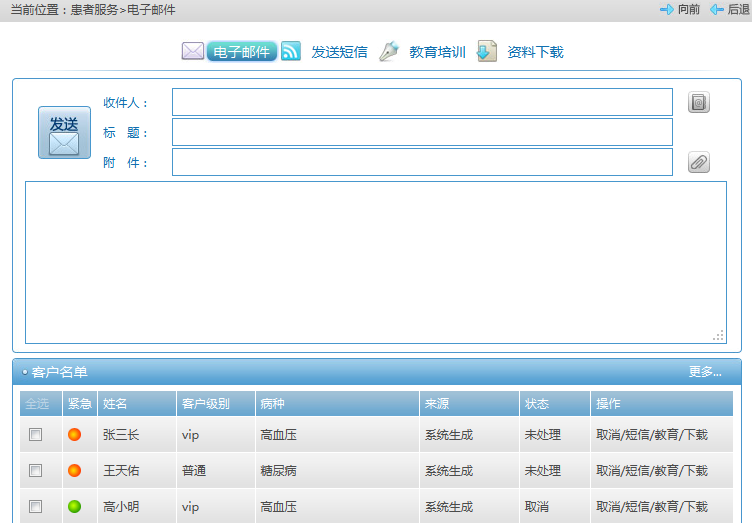 当前位置：患者服务>电子邮件 向前 后退
电子邮件 发送短信 教育培训 资料下载
发送
收件人：
标 题：
附 件：
客户名单 更多...
全选 紧急 姓名 客户级别 病种 来源 状态 操作
张三长 vip 高血压 系统生成 未处理 取消/短信/教育/下载
王天佑 普通 糖尿病 系统生成 未处理 取消/短信/教育/下载
高小明 vip 高血压 系统生成 取消 取消/短信/教育/下载